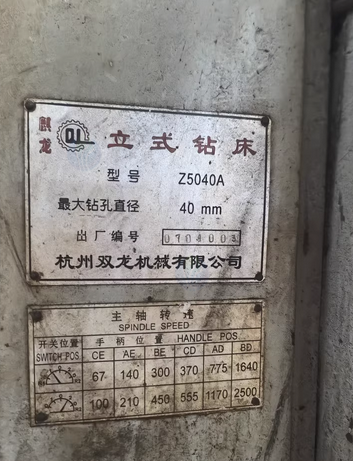 麒龙 QL 立式钻床
型号 Z5040A
最大钻孔直径 40 mm
出厂编号
杭州双龙机械有限公司
主轴转速
SPINDLE SPEED
开关位置 手柄位置 HANDLE POS
SWITCH POS CE AE BE CD AD BD
67 140 300 370 775 1640
100 210 450 555 1170 2500